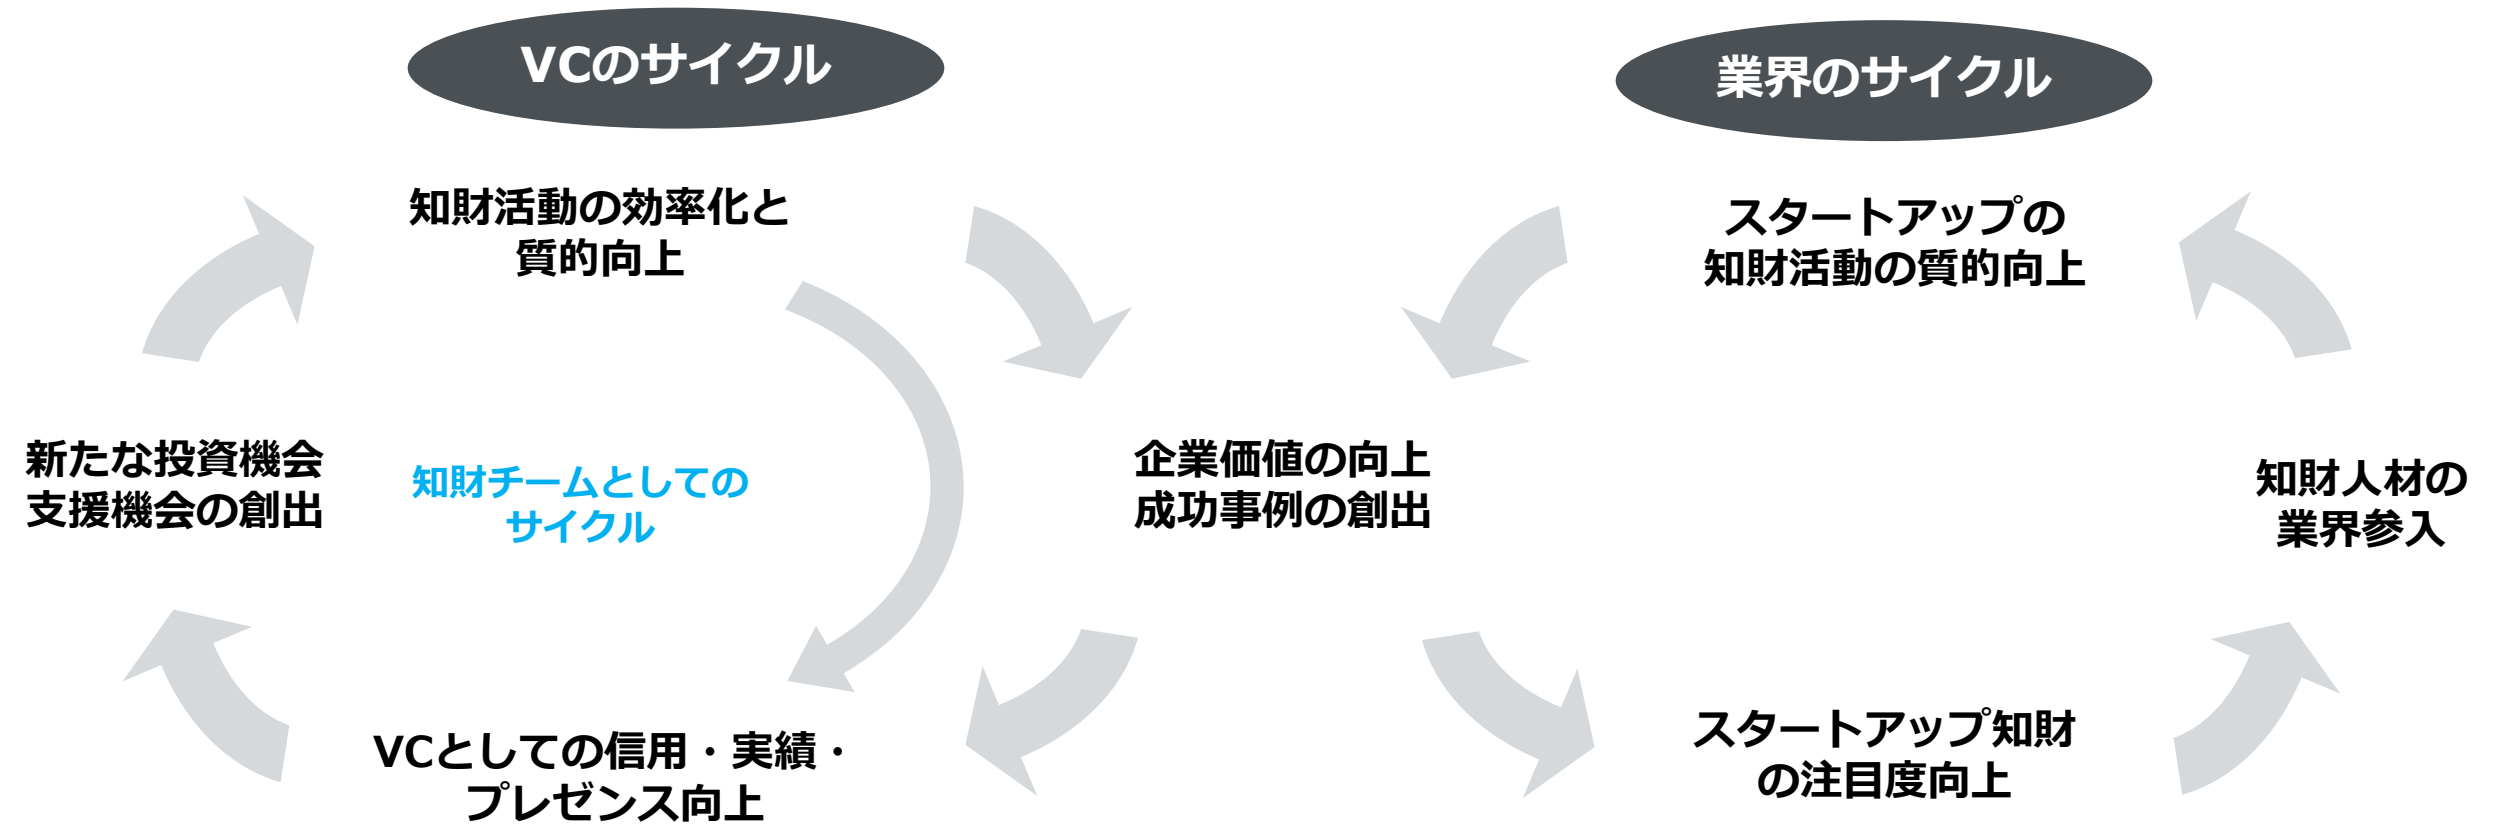 VCのサイクル
業界のサイクル
知財活動の効率化と
質的向上
スタートアップの
知財活動の質的向上
新たな投資機会
支援機会の創出
知財チームとしての
サイクル
企業価値の向上
成功事例の創出
知財人材の
業界参入
VCとしての信用・実績・
プレゼンス向上
スタートアップ知財
の注目度向上